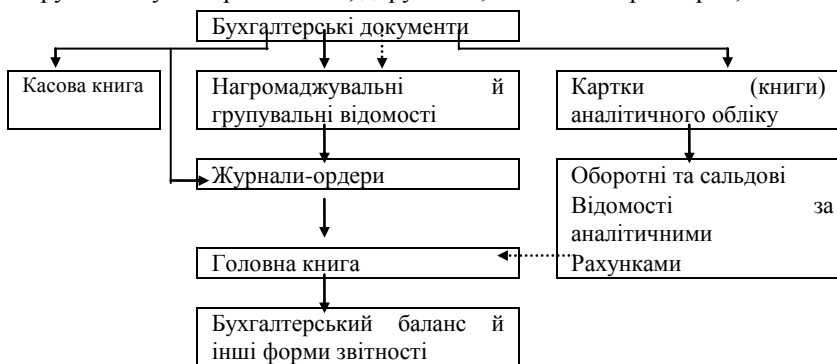 Бухгалтерські документи
Касова книга
Нагромаджувальні й
групувальні відомості
Картки (книги)
аналітичного обліку
Журнали-ордери
Оборотні та сальдові
Відомості за
аналітичними
Рахунками
Головна книга
Бухгалтерський баланс й
інші форми звітності